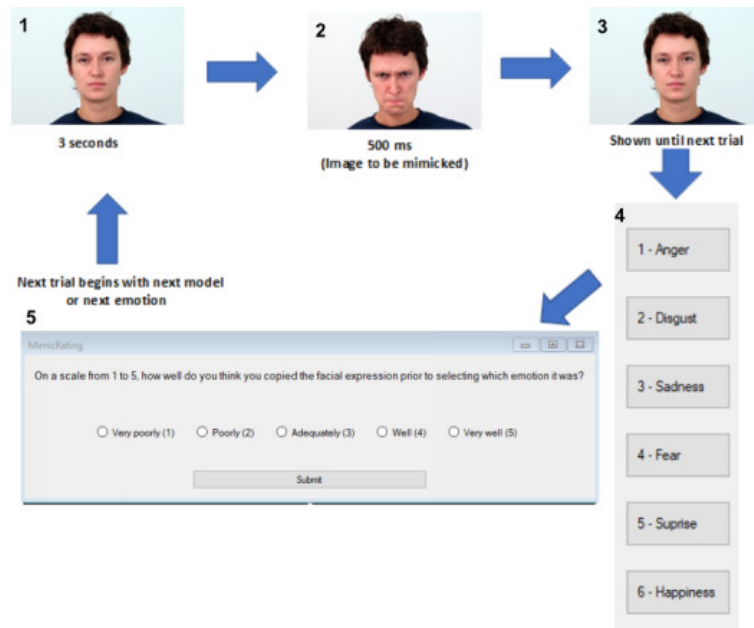 1
2
3
3 seconds
500 ms
(Image to be mimicked)
Shown until next trial
4
1 - Anger
2 - Disgust
3 - Sadness
4 - Fear
5 - Suprise
6 - Happiness
Next trial begins with next model
or next emotion
5
MimicRating
On a scale from 1 to 5, how well do you think you copied the facial expression prior to selecting which emotion it was?
Very poorly (1) Poorly (2) Adequately (3) Well (4) Very well (5)
Submit